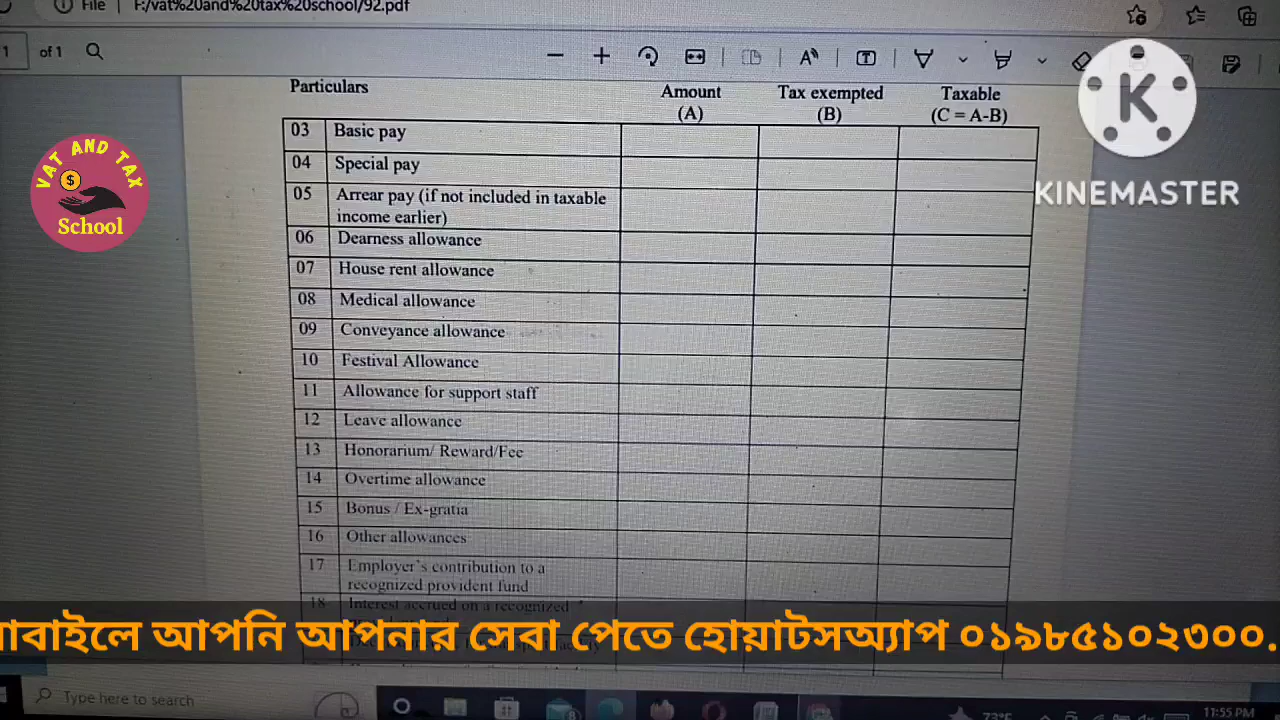 File F:/vat%20and%20tax%20school/92.pdf
1 of 1
Particulars Amount (A) Tax exempted (B) Taxable (C = A-B)
03 Basic pay
04 Special pay
05 Arrear pay (if not included in taxable
income earlier)
06 Dearness allowance
07 House rent allowance
08 Medical allowance
09 Conveyance allowance
10 Festival Allowance
11 Allowance for support staff
12 Leave allowance
13 Honorarium/ Reward/Fee
14 Overtime allowance
15 Bonus / Ex-gratia
16 Other allowances
17 Employer's contribution to a
recognized provident fund
18 Interest accrued on a recognized
VAT AND TAX
School
K
KINEMASTER
আপনি আপনার সেবা পেতে হোয়াটসঅ্যাপ ০১৯৮৫১০২৩০০.
Type here to search
73°F
11:55 PM